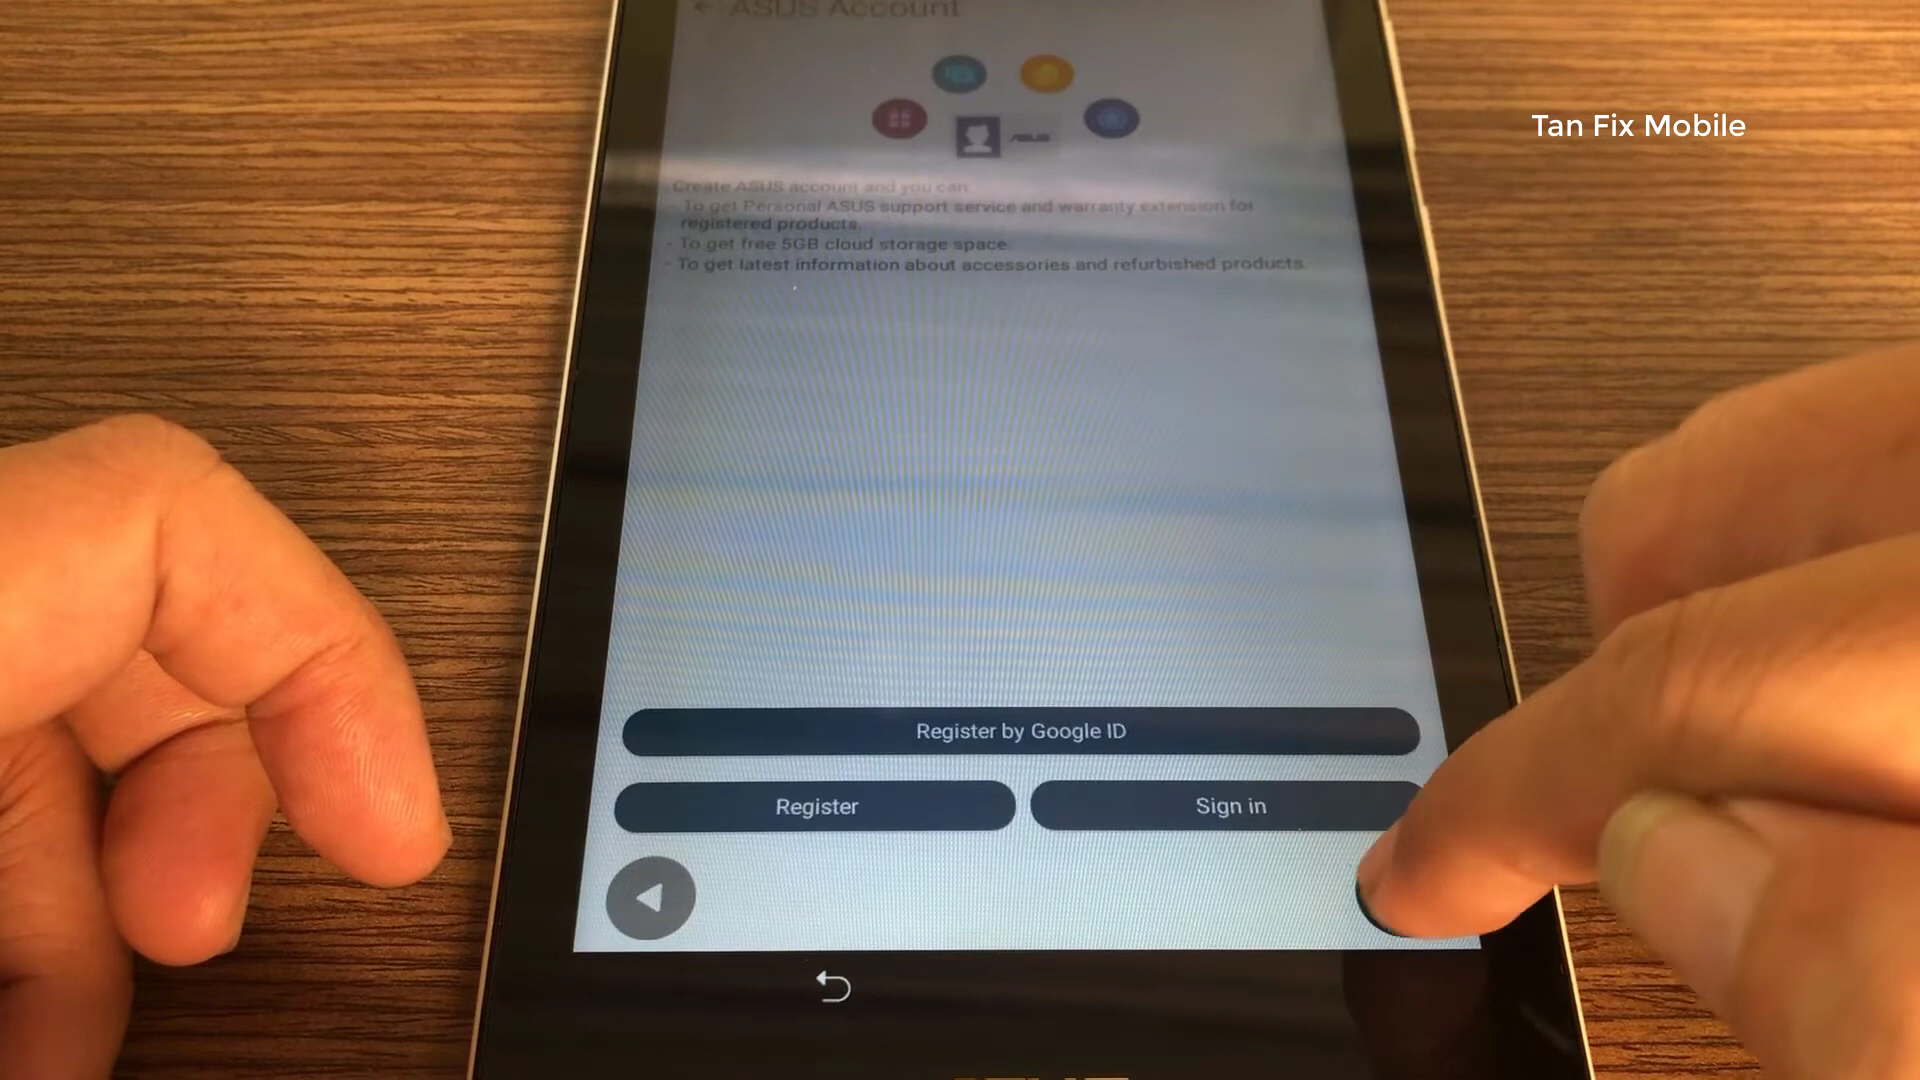 ASUS Account
Tan Fix Mobile
ASUS
Create ASUS account and you can
To get Personal ASUS support service and warranty extension for
registered products.
- To get free 5GB cloud storage space.
- To get latest information about accessories and refurbished products.
Register by Google ID
Register
Sign in